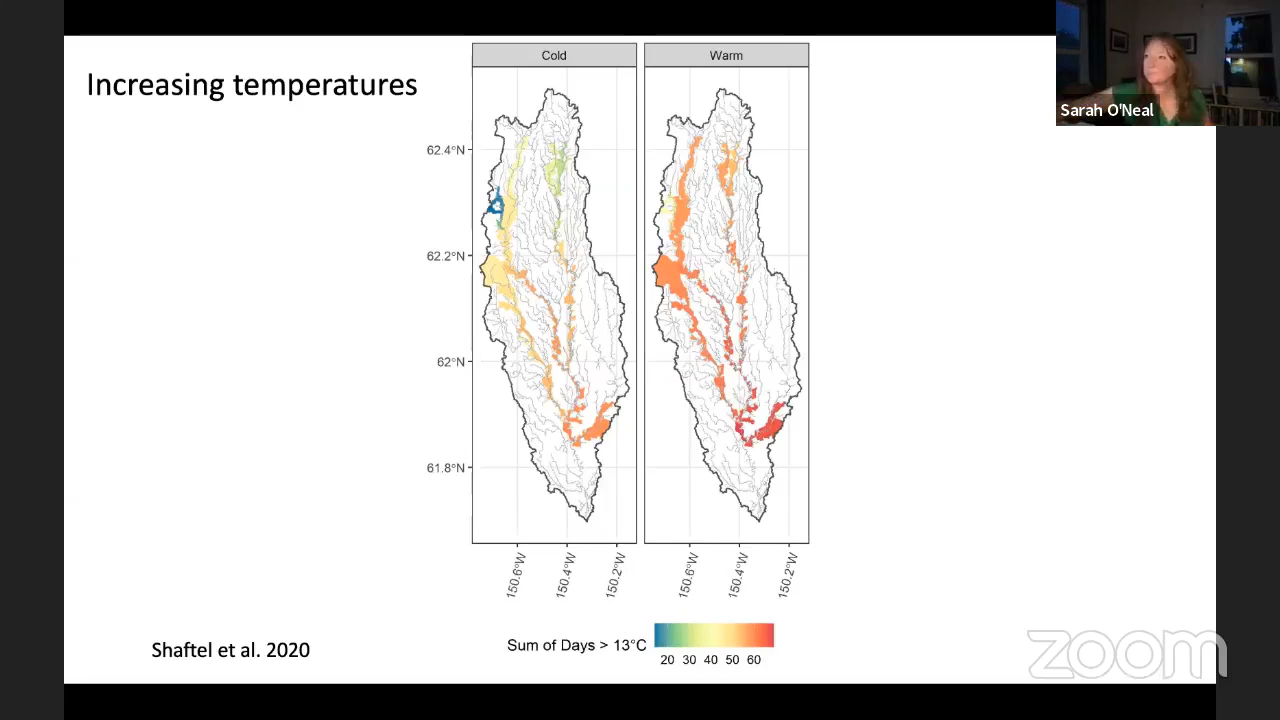 Increasing temperatures
Cold
Warm
62.4°N
62.2°N
62°N
61.8°N
150.6°W
150.4°W
150.2°W
150.6°W
150.4°W
150.2°W
Sum of Days > 13°C
20 30 40 50 60
Shaftel et al. 2020
Sarah O'Neal
zoom